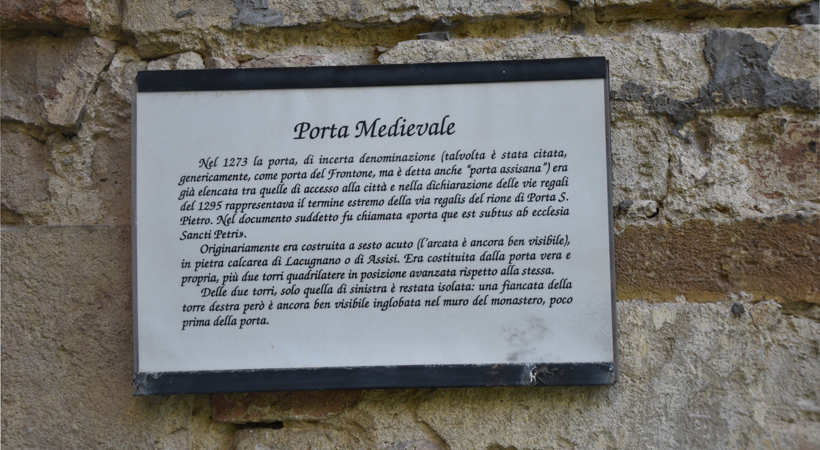 Porta Medievale
Nel 1273 la porta, di incerta denominazione (talvolta è stata citata,
genericamente, come porta del Frontone, ma è detta anche "porta assisana") era
già elencata tra quelle di accesso alla città e nella dichiarazione delle vie regali
del 1295 rappresentava il termine estremo della via regalis del rione di Porta S.
Pietro. Nel documento suddetto fu chiamata «porta que est subtus ab ecclesia
Sancti Petri».
Originariamente era costruita a sesto acuto (l'arcata è ancora ben visibile),
in pietra calcarea di Lacugnano o di Assisi. Era costituita dalla porta vera e
propria, più due torri quadrilatere in posizione avanzata rispetto alla stessa.
Delle due torri, solo quella di sinistra è restata isolata: una fiancata della
torre destra però è ancora ben visibile inglobata nel muro del monastero, poco
prima della porta.